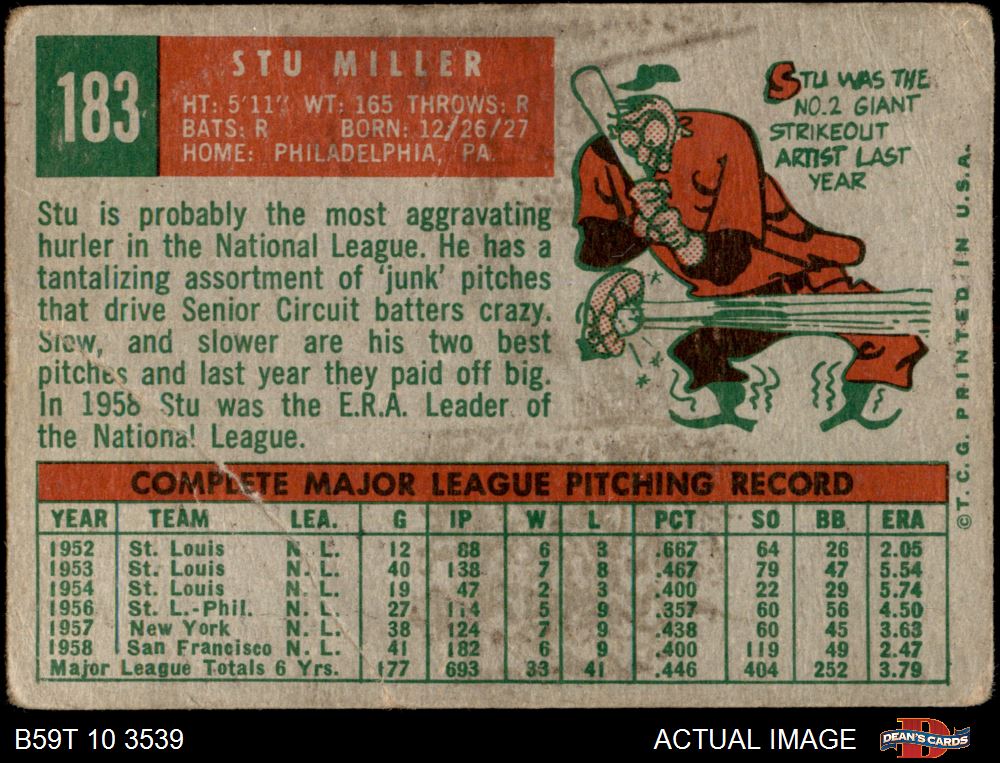 183
STU MILLER
HT: 5'11" WT: 165 THROWS: R
BATS: R BORN: 12/26/27
HOME: PHILADELPHIA, PA.
STU WAS THE
NO.2 GIANT
STRIKEOUT
ARTIST LAST
YEAR
Stu is probably the most aggravating
hurler in the National League. He has a
tantalizing assortment of 'junk' pitches
that drive Senior Circuit batters crazy.
Slow, and slower are his two best
pitches and last year they paid off big.
In 1958 Stu was the E.R.A. Leader of
the National League.
COMPLETE MAJOR LEAGUE PITCHING RECORD
YEAR TEAM LEA. G IP W L PCT SO BB ERA
1952 St. Louis N. L. 12 88 6 3 .667 64 26 2.05
1953 St. Louis N. L. 40 138 7 8 .467 79 47 5.54
1954 St. Louis N. L. 19 47 2 3 .400 22 29 5.74
1956 St. L.-Phil. N. L. 27 114 5 9 .357 60 56 4.50
1957 New York N. L. 38 124 7 9 .438 60 45 3.63
1958 San Francisco N. L. 41 182 6 9 .400 119 49 2.47
Major League Totals 6 Yrs. 177 693 33 41 .446 404 252 3.79
©T. C. G. PRINTED IN U.S.A.
B59T 10 3539
ACTUAL IMAGE
D
DEAN'S CARDS